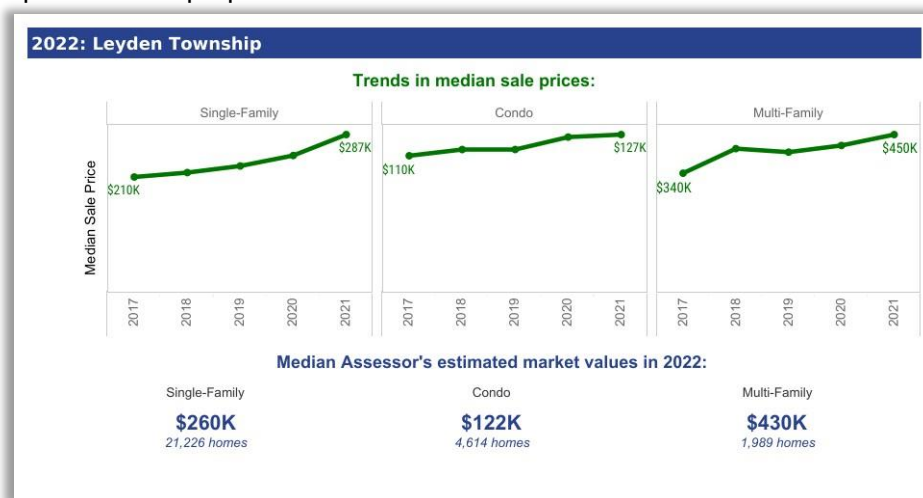 2022: Leyden Township
Trends in median sale prices:
Single-Family
Condo
Multi-Family
Median Sale Price
$210K
$287K
$110K
$127K
$340K
$450K
2017 2018 2019 2020 2021
2017 2018 2019 2020 2021
2017 2018 2019 2020 2021
Median Assessor's estimated market values in 2022:
Single-Family
Condo
Multi-Family
$260K
$122K
$430K
21,226 homes
4,614 homes
1,989 homes